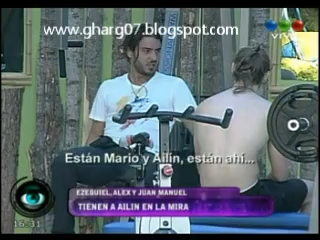 www.gharg07.blogspot.com
VIVO
Están Mario y Ailín, están ahí...
EZEQUIEL, ALEX Y JUAN MANUEL
TIENEN A AILIN EN LA MIRA
16:31